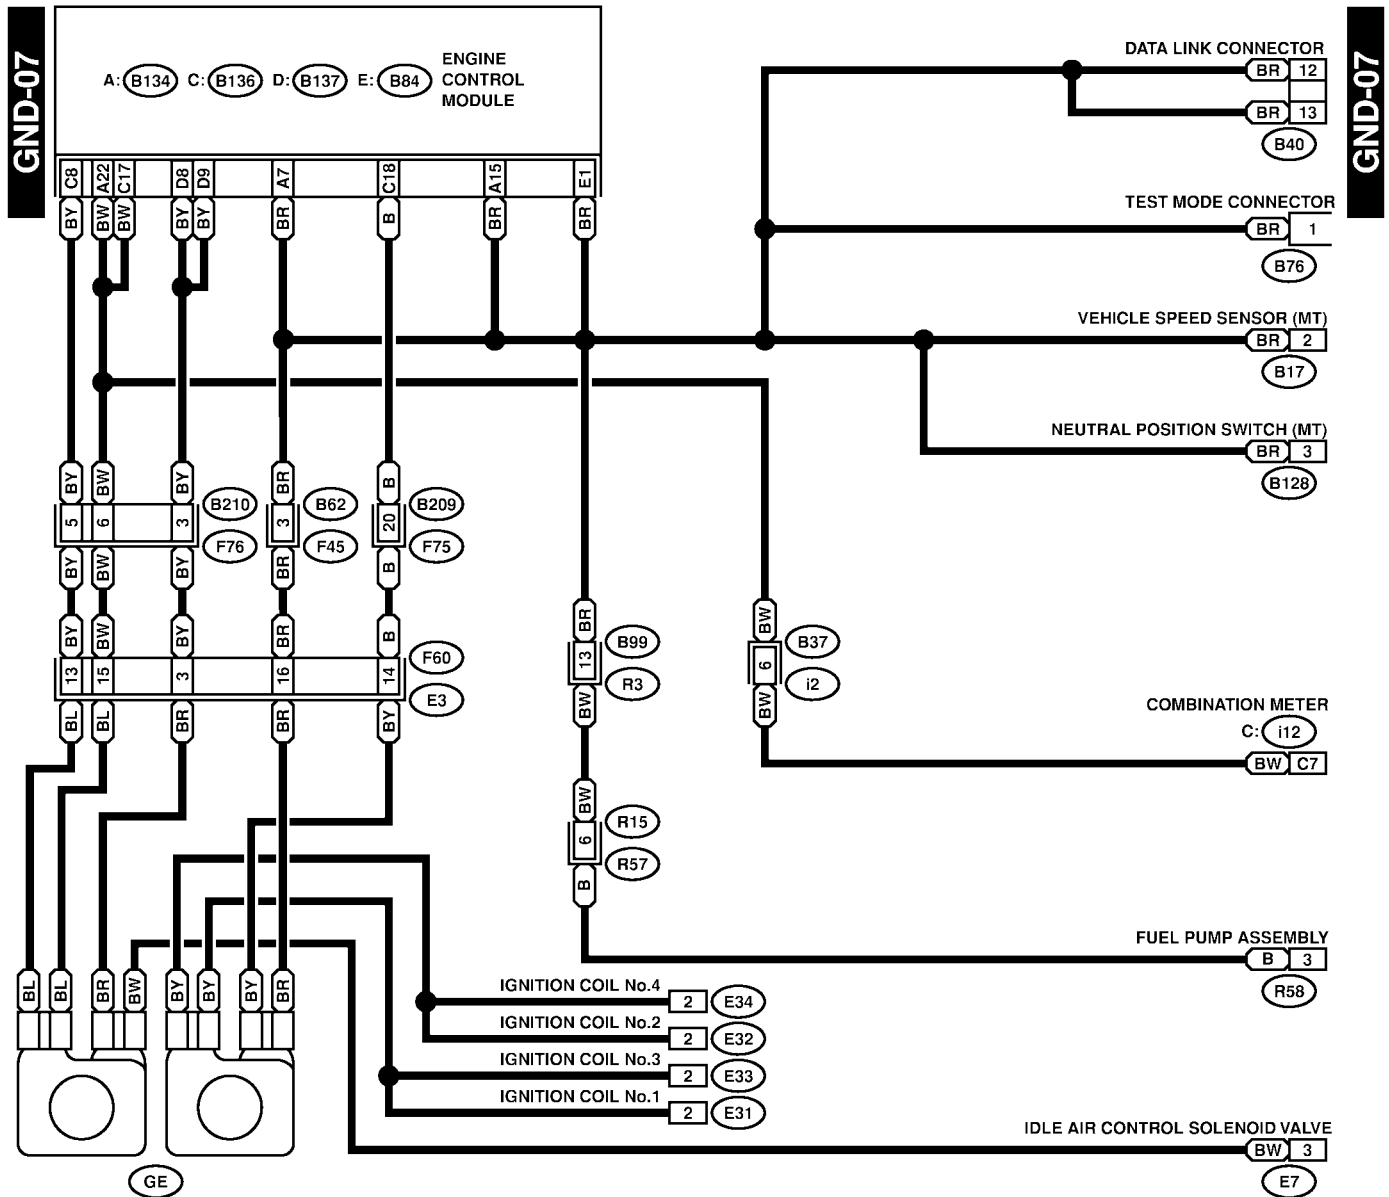 GND-07
GND-07
A: B134 C: B136 D: B137 E: B84
ENGINE
CONTROL
MODULE
C8 A22 C17 D8 D9 A7 C18 A15 E1
BY BW BW BY BY BR B BR BR
DATA LINK CONNECTOR
BR 12
BR 13
B40
TEST MODE CONNECTOR
BR 1
B76
VEHICLE SPEED SENSOR (MT)
BR 2
B17
NEUTRAL POSITION SWITCH (MT)
BR 3
B128
BY BW BY BR B
5 6 3 B210 3 B62 20 B209
F76 F45 F75
BY BW BY BR B
BY BW BY BR B
13 15 3 16 14 F60
E3
BL BL BR BR BY
BR
13 B99
R3
BW
BW
6 B37
i2
BW
COMBINATION METER
C: i12
BW C7
BW
6 R15
R57
B
FUEL PUMP ASSEMBLY
B 3
R58
BL BL BR BW BY BY BY BR
IGNITION COIL No.4
2 E34
IGNITION COIL No.2
2 E32
IGNITION COIL No.3
2 E33
IGNITION COIL No.1
2 E31
IDLE AIR CONTROL SOLENOID VALVE
BW 3
E7
GE